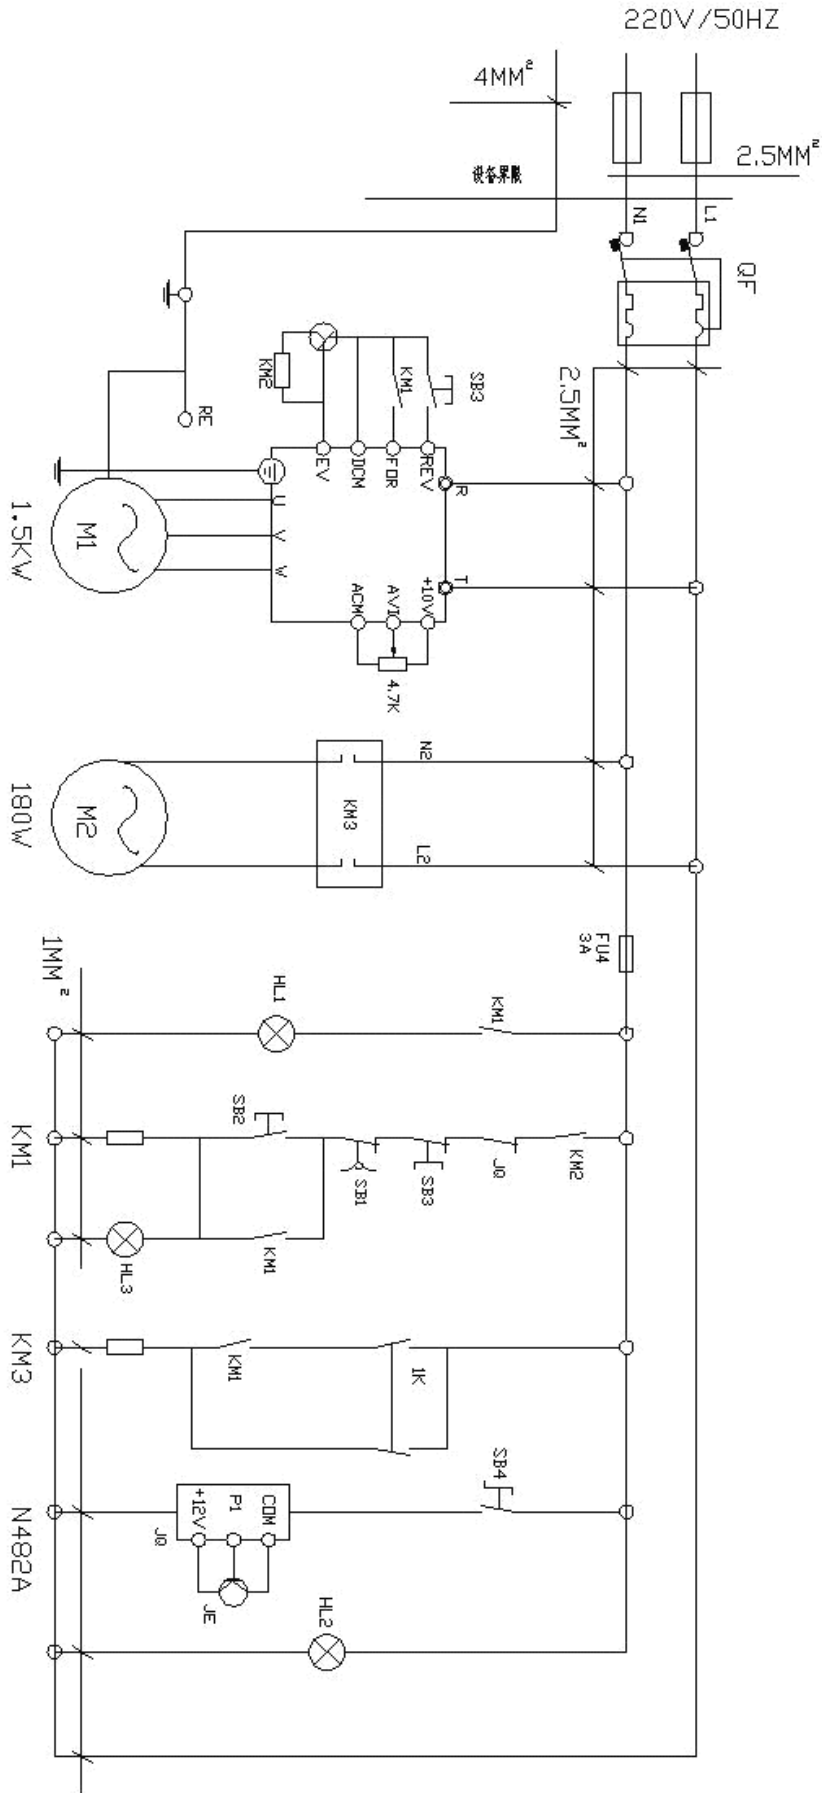 220V/50HZ
4MM²
2.5MM²
设备界限
N1
L1
QF
2.5MM²
KM2
KM1
SB3
RE
EV
DCM
FOR
REV
R
U
V
W
M1
1.5KW
T
ACM
AVI
+10V
4.7K
N2
KM3
L2
M2
180W
FU4
3A
1MM²
HL1
KM1
SB2
KM1
SB1
SB3
JQ
KM2
KM1
HL3
KM3
KM1
1K
SB4
N482A
+12V
P1
COM
JQ
JE
HL2